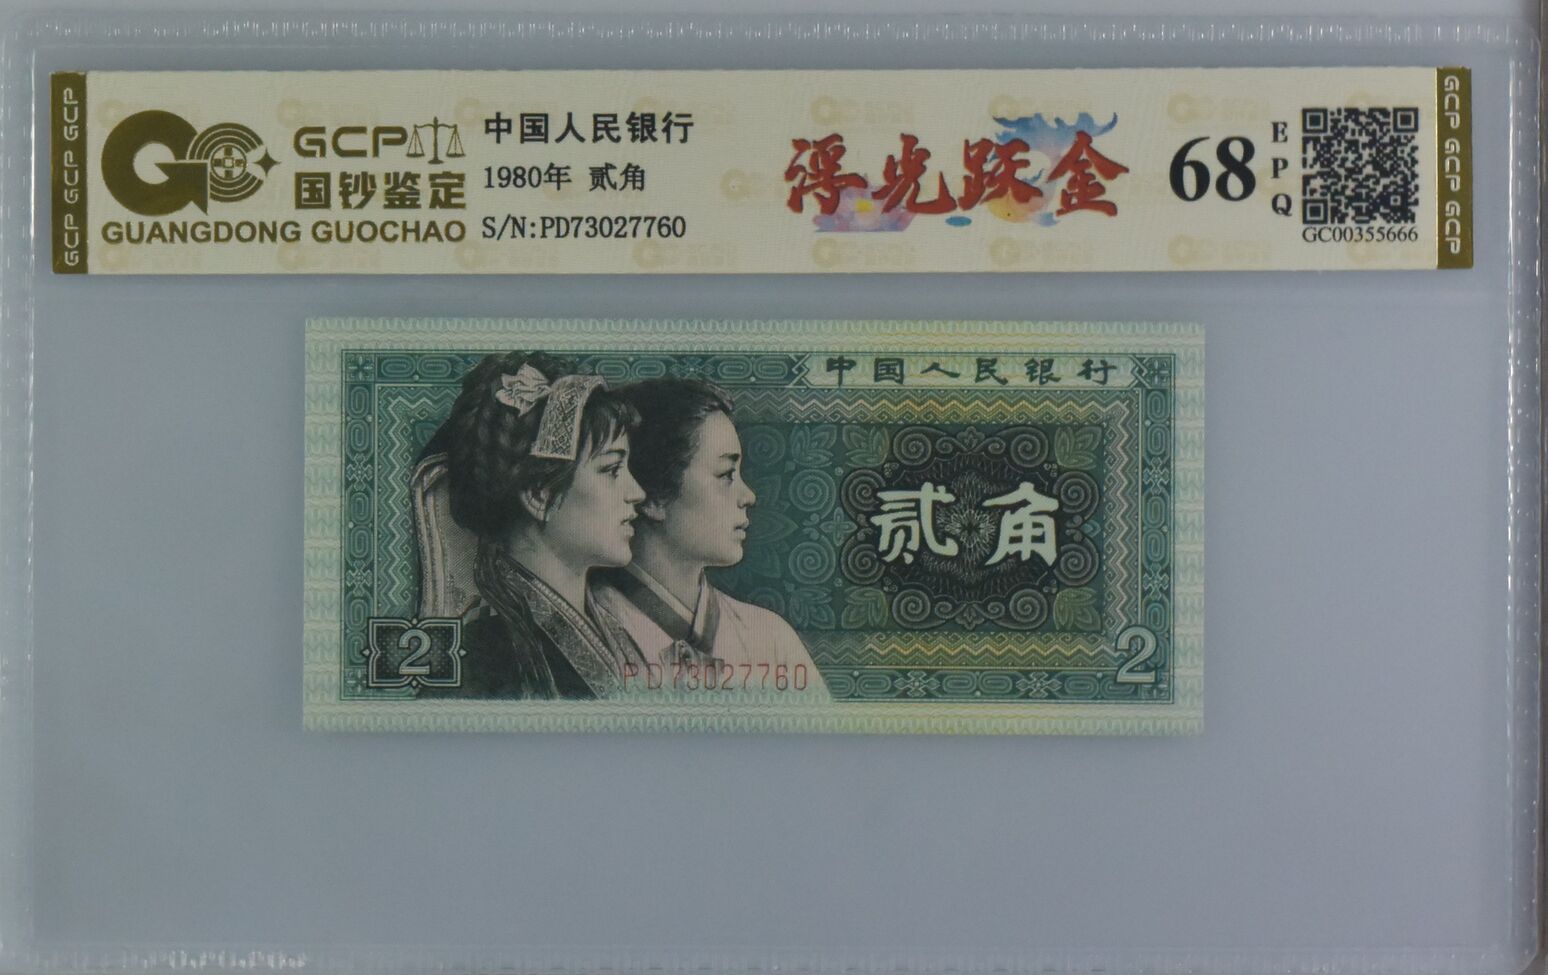 GCP GCP GCP
GCP
国钞鉴定
GUANGDONG GUOCHAO
中国人民银行
1980年 贰角
S/N:PD73027760
浮光跃金
68
EPQ
GC00355666
GCP GCP GCP
中国人民银行
贰角
2
2
PD73027760